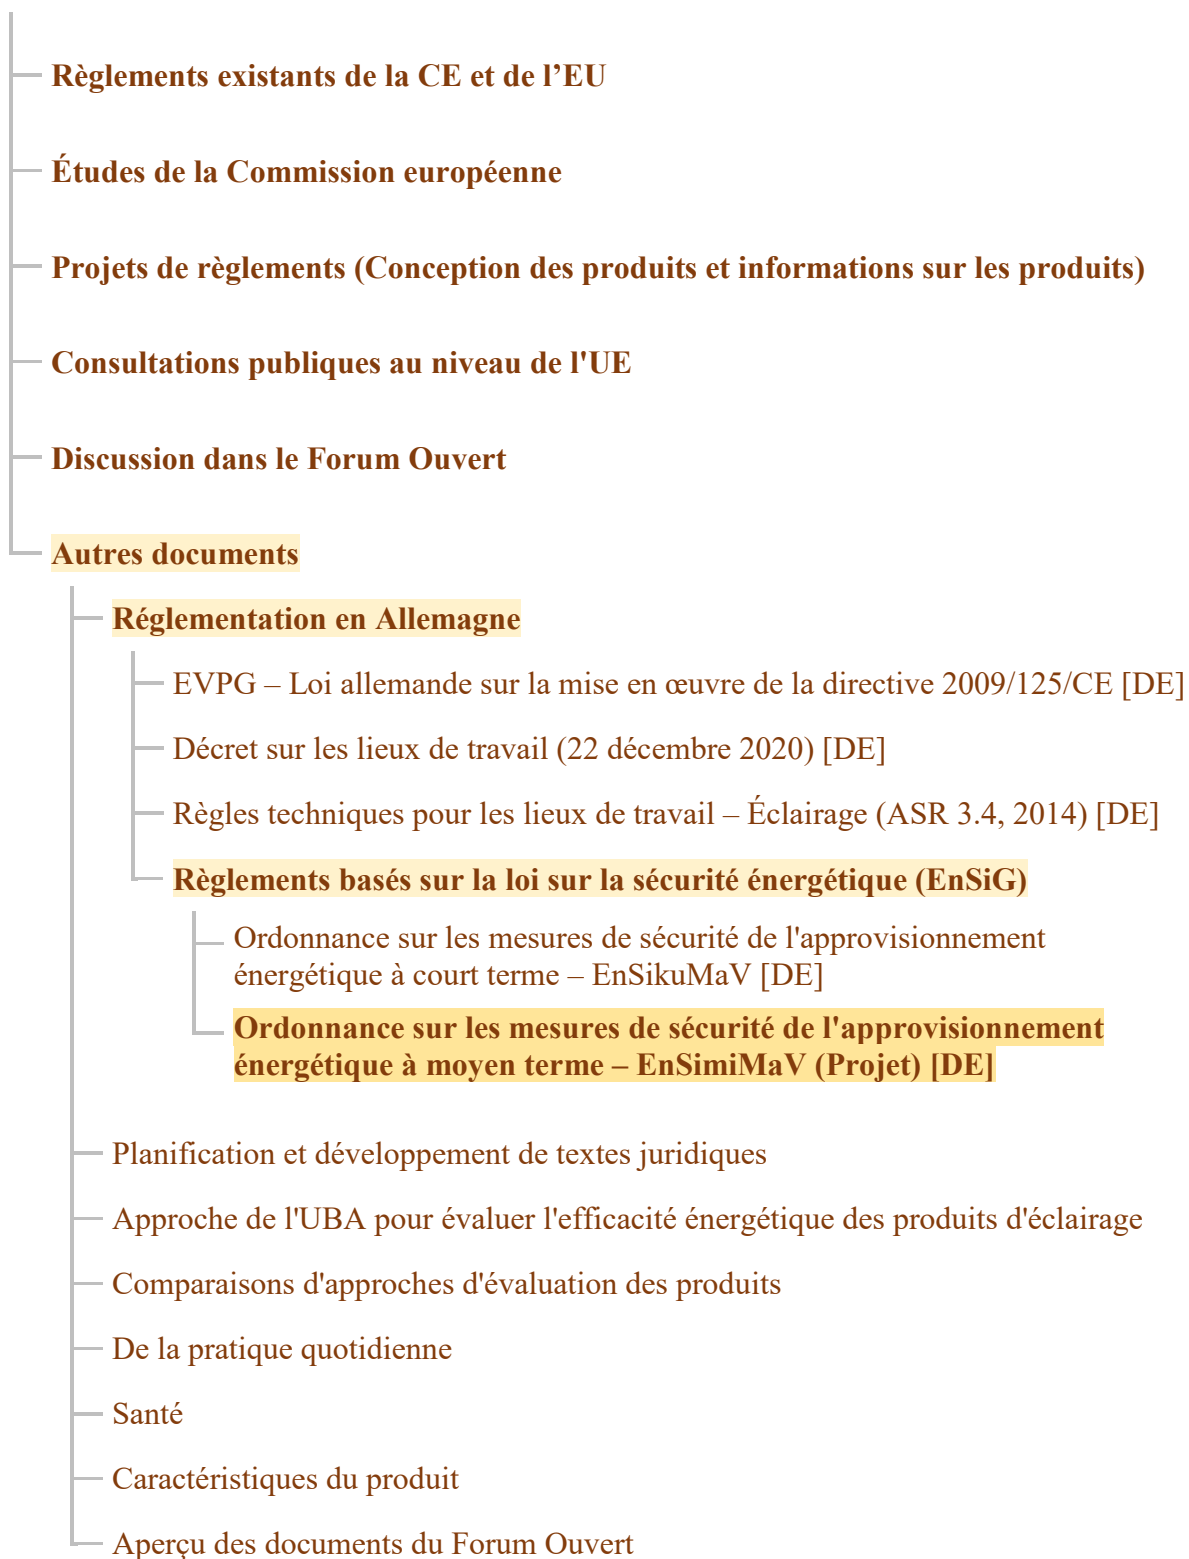 Règlements existants de la CE et de l’EU
Études de la Commission européenne
Projets de règlements (Conception des produits et informations sur les produits)
Consultations publiques au niveau de l'UE
Discussion dans le Forum Ouvert
Autres documents
Réglementation en Allemagne
EVPG – Loi allemande sur la mise en œuvre de la directive 2009/125/CE [DE]
Décret sur les lieux de travail (22 décembre 2020) [DE]
Règles techniques pour les lieux de travail – Éclairage (ASR 3.4, 2014) [DE]
Règlements basés sur la loi sur la sécurité énergétique (EnSiG)
Ordonnance sur les mesures de sécurité de l'approvisionnement
énergétique à court terme – EnSikuMaV [DE]
Ordonnance sur les mesures de sécurité de l'approvisionnement
énergétique à moyen terme – EnSimiMaV (Projet) [DE]
Planification et développement de textes juridiques
Approche de l'UBA pour évaluer l'efficacité énergétique des produits d'éclairage
Comparaisons d'approches d'évaluation des produits
De la pratique quotidienne
Santé
Caractéristiques du produit
Aperçu des documents du Forum Ouvert